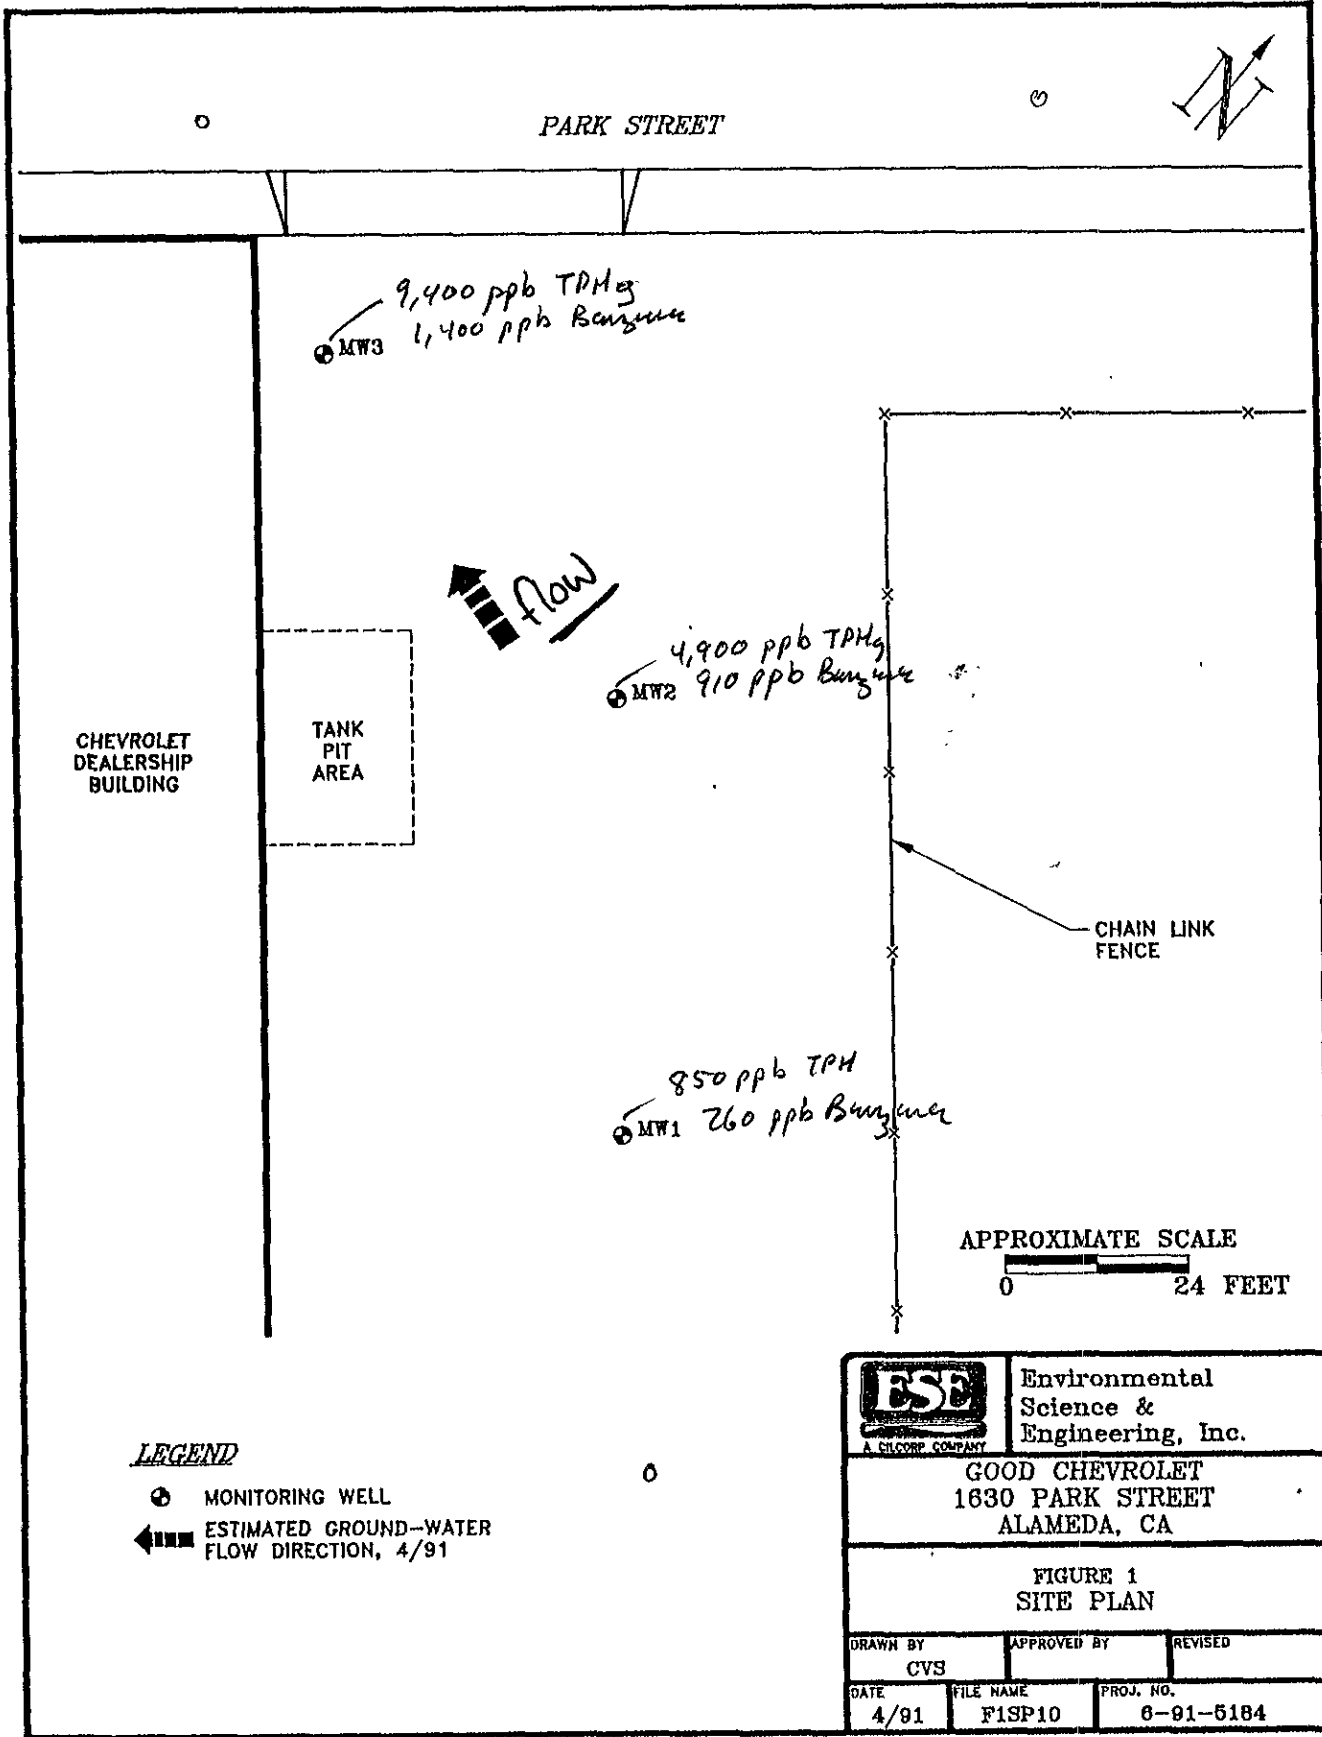 N
PARK STREET
9,400 ppb TPHg
1,400 ppb Benzene
MW3
flow
4,900 ppb TPHg
MW2 910 ppb Benzene
CHEVROLET
DEALERSHIP
BUILDING
TANK
PIT
AREA
CHAIN LINK
FENCE
850 ppb TPH
MW1 260 ppb Benzene
APPROXIMATE SCALE
0 24 FEET
LEGEND
MONITORING WELL
ESTIMATED GROUND-WATER
FLOW DIRECTION, 4/91
ESE
A CILCORP COMPANY
Environmental
Science &
Engineering, Inc.
GOOD CHEVROLET
1630 PARK STREET
ALAMEDA, CA
FIGURE 1
SITE PLAN
DRAWN BY
CVS
APPROVED BY
REVISED
DATE
4/91
FILE NAME
F1SP10
PROJ. NO.
6-91-5184